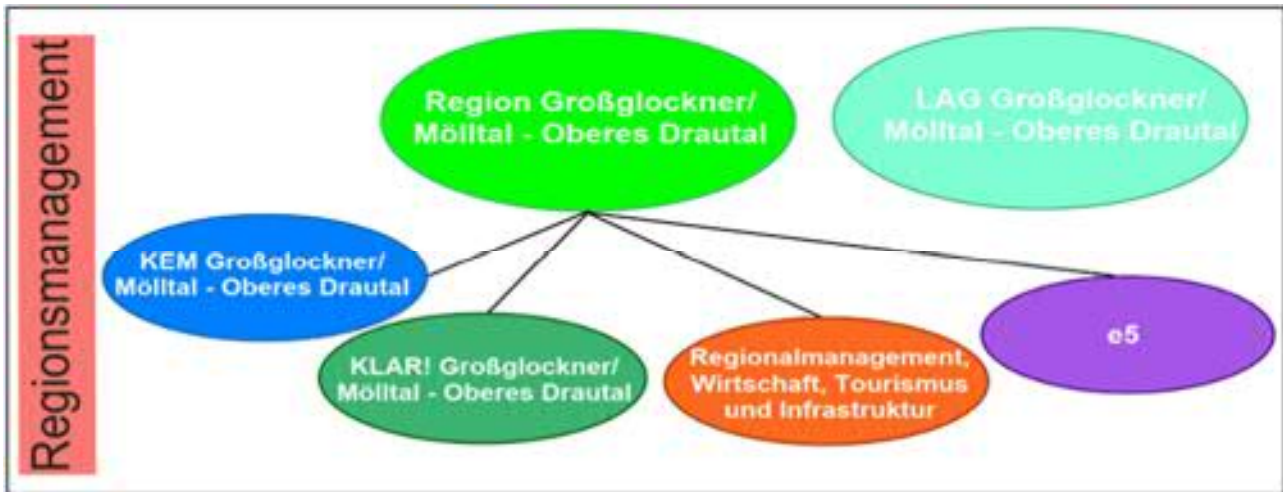 Regionsmanagement
Region Großglockner/
Mölltal - Oberes Drautal
LAG Großglockner/
Mölltal - Oberes Drautal
KEM Großglockner/
Mölltal - Oberes Drautal
KLAR! Großglockner/
Mölltal - Oberes Drautal
Regionalmanagement,
Wirtschaft, Tourismus
und Infrastruktur
e5